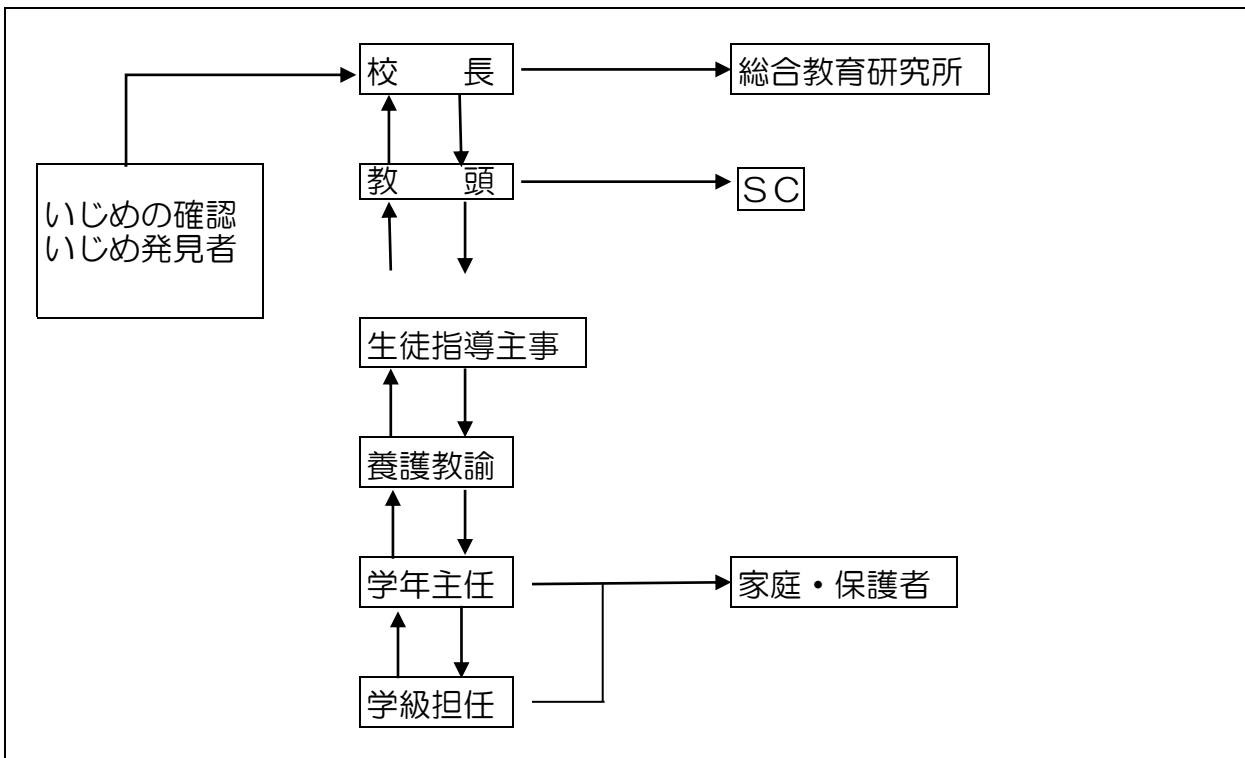 校　　長
総合教育研究所
教　　頭
ＳＣ
いじめの確認
いじめ発見者
生徒指導主事
養護教諭
学年主任
家庭・保護者
学級担任